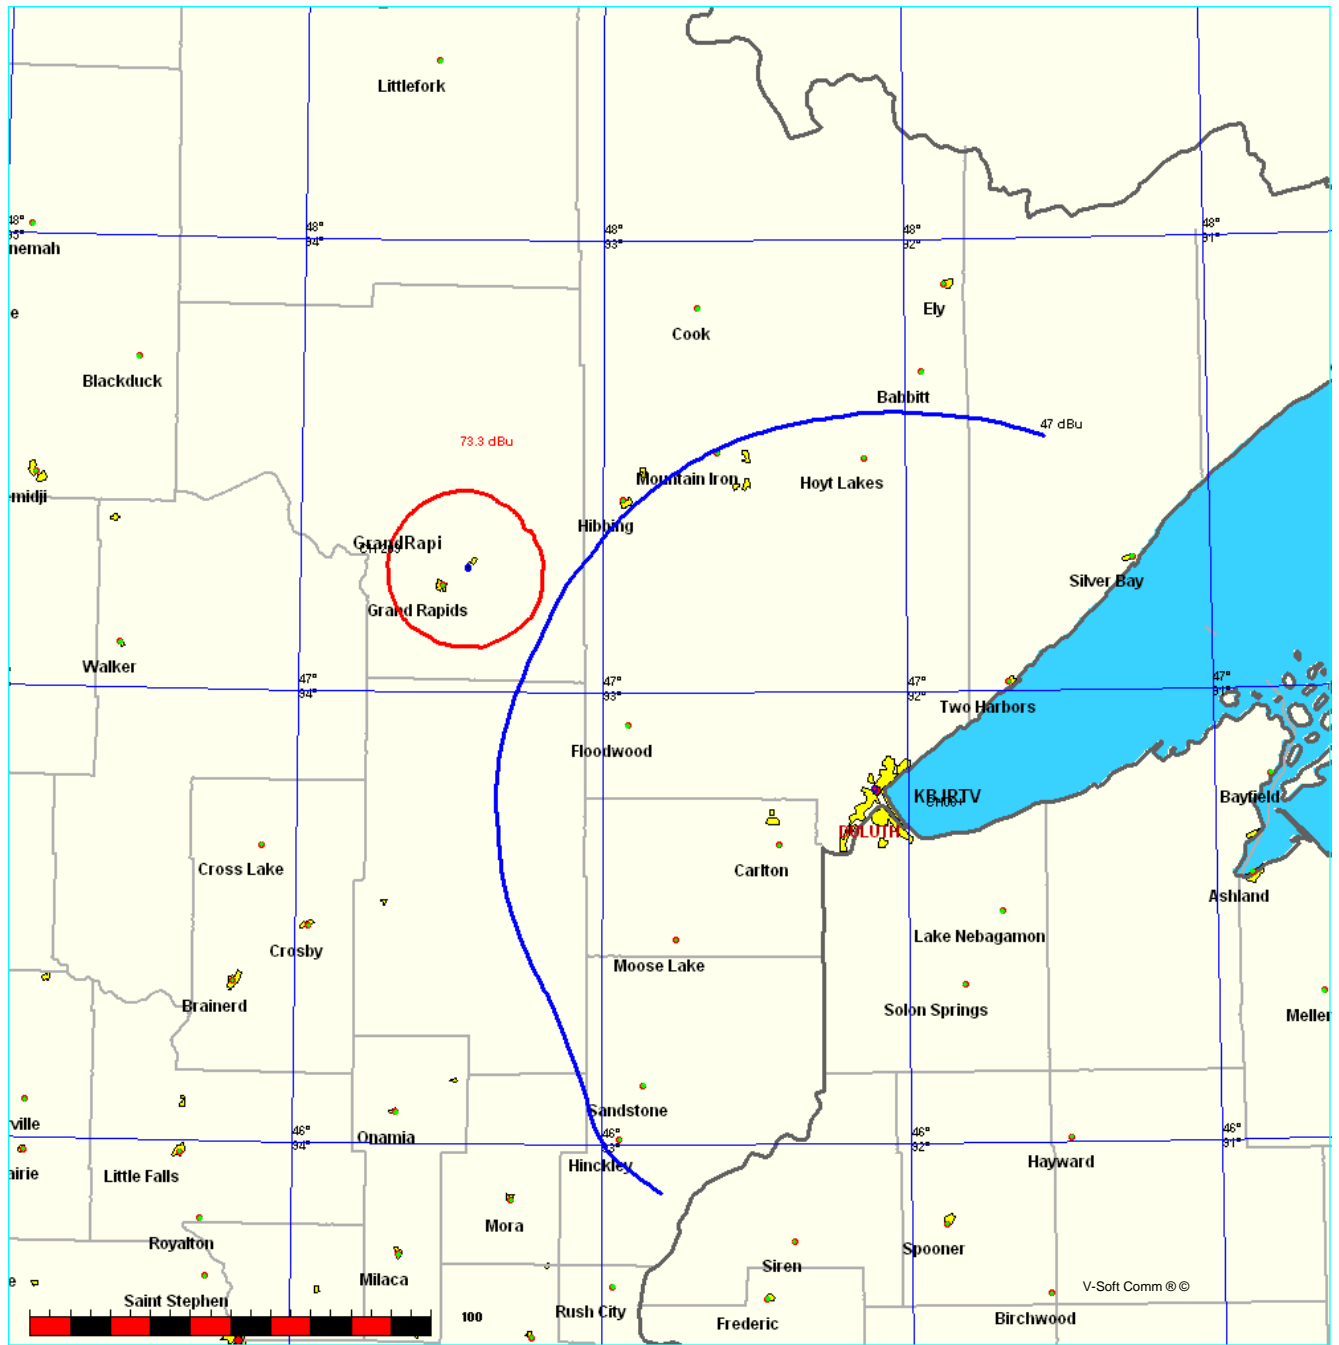 Littlefork
48°
95°
nemah
48°
94°
48°
93°
48°
92°
48°
91°
Ely
e
Cook
Blackduck
Babbitt
47 dBu
73.3 dBu
Mountain Iron
Hoyt Lakes
midji
Hibbing
GrandRapi
Silver Bay
Grand Rapids
Walker
47°
94°
47°
93°
47°
92°
47°
91°
Two Harbors
Floodwood
KBJRTV
Bayfield
DULUTH
Cross Lake
Carlton
Ashland
Crosby
Lake Nebagamon
Moose Lake
Brainerd
Solon Springs
Meller
Sandstone
ville
46°
94°
Onamia
46°
93°
46°
92°
46°
91°
airie
Little Falls
Hinckley
Hayward
Mora
Royalton
Spooner
Siren
e
Milaca
V-Soft Comm ® ©
Saint Stephen
100
Rush City
Frederic
Birchwood